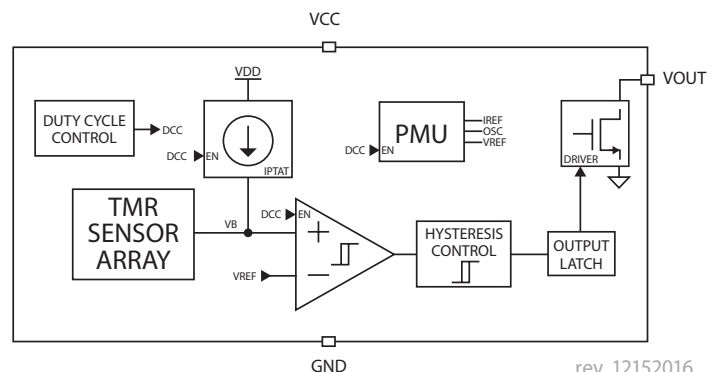 VCC
VDD
VOUT
DUTY CYCLE
CONTROL
DCC
DCC
EN
IPTAT
PMU
IREF
OSC
VREF
DCC
EN
DRIVER
TMR
SENSOR
ARRAY
VB
DCC
EN
+
−
VREF
HYSTERESIS
CONTROL
OUTPUT
LATCH
GND
rev 12152016